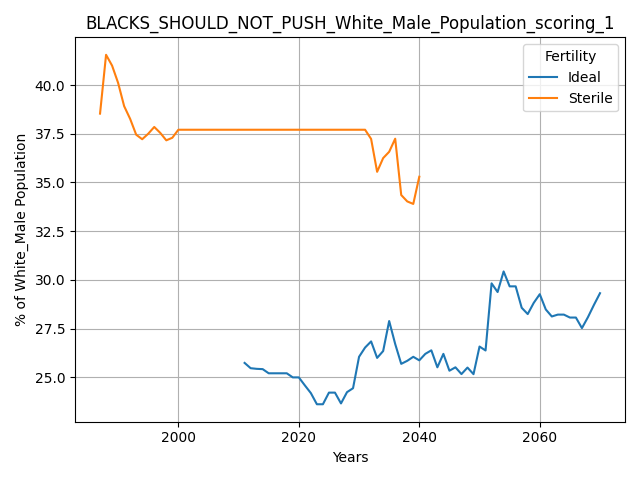 BLACKS_SHOULD_NOT_PUSH_White_Male_Population_scoring_1
Fertility
Ideal
Sterile
% of White_Male Population
40.0
37.5
35.0
32.5
30.0
27.5
25.0
2000
2020
2040
2060
Years